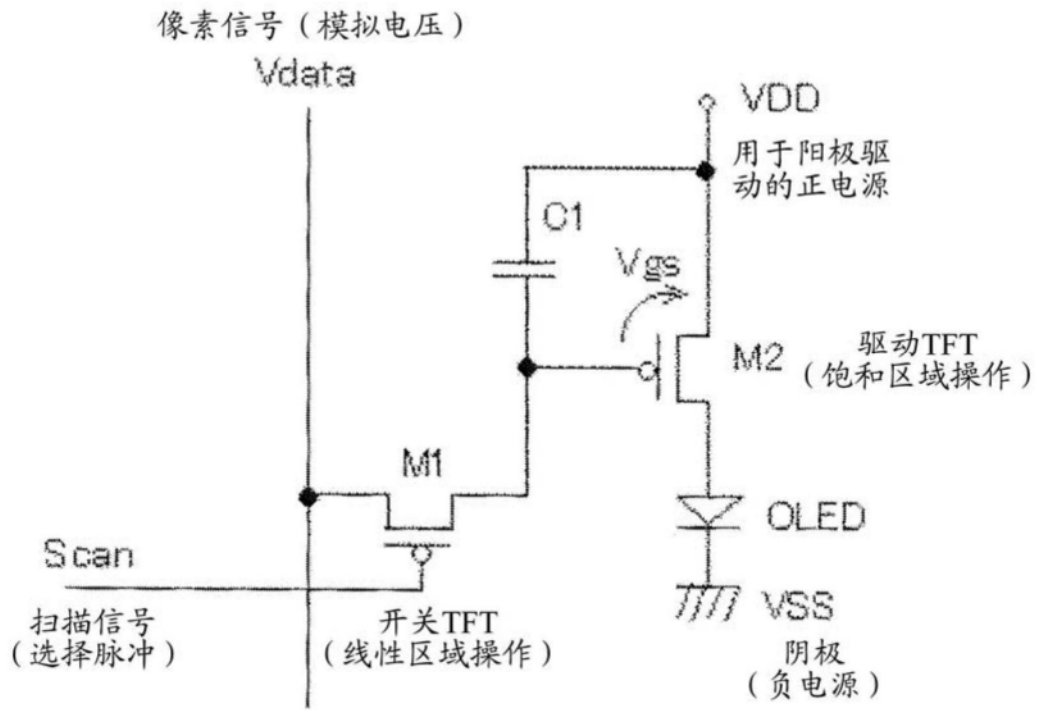 像素信号（模拟电压）
Vdata
VDD
用于阳极驱
动的正电源
C1
Vgs
M2
驱动TFT
（饱和区域操作）
M1
OLED
Scan
扫描信号
（选择脉冲）
开关TFT
（线性区域操作）
VSS
阴极
（负电源）